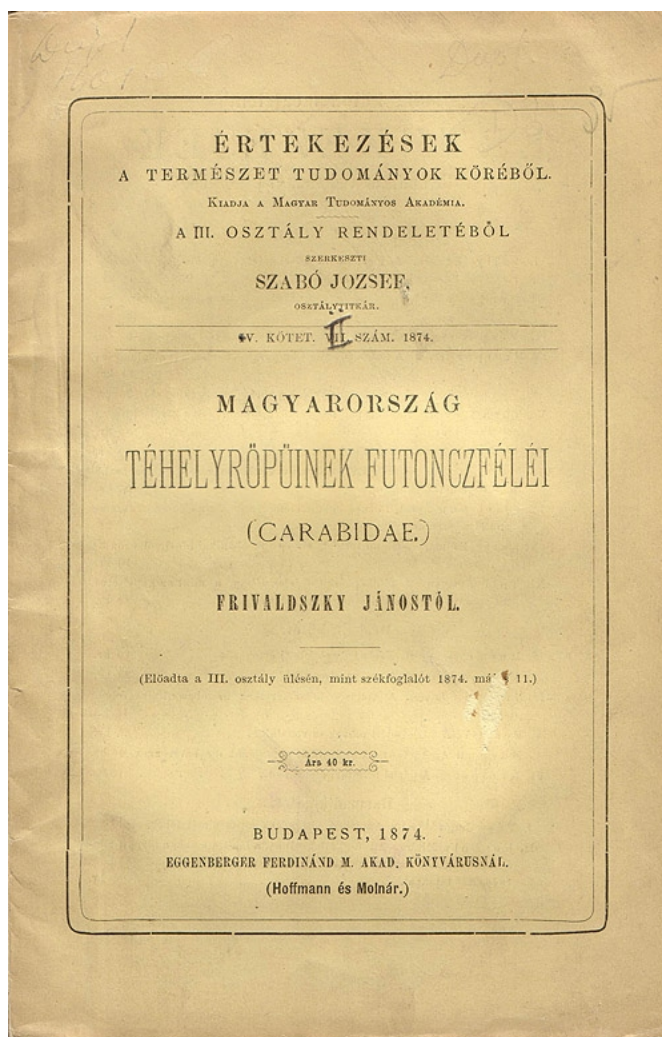 ÉRTEKEZÉSEK
A TERMÉSZET TUDOMÁNYOK KÖRÉBŐL.
KIADJA A MAGYAR TUDOMÁNYOS AKADÉMIA.
A III. OSZTÁLY RENDELETÉBŐL
SZERKESZTI
SZABÓ JOZSEF,
OSZTÁLYTITKÁR.
V. KÖTET. II SZÁM. 1874.
MAGYARORSZÁG
TÉHELYRÖPÜINEK FUTONCZFÉLÉI
(CARABIDAE.)
FRIVALDSZKY JÁNOSTÓL.
(Előadta a III. osztály ülésén, mint székfoglalót 1874. 11.)
Ára 40 kr.
BUDAPEST, 1874.
EGGENBERGER FERDINÁND M. AKAD. KÖNYVÁRUSNÁL.
(Hoffmann és Molnár.)